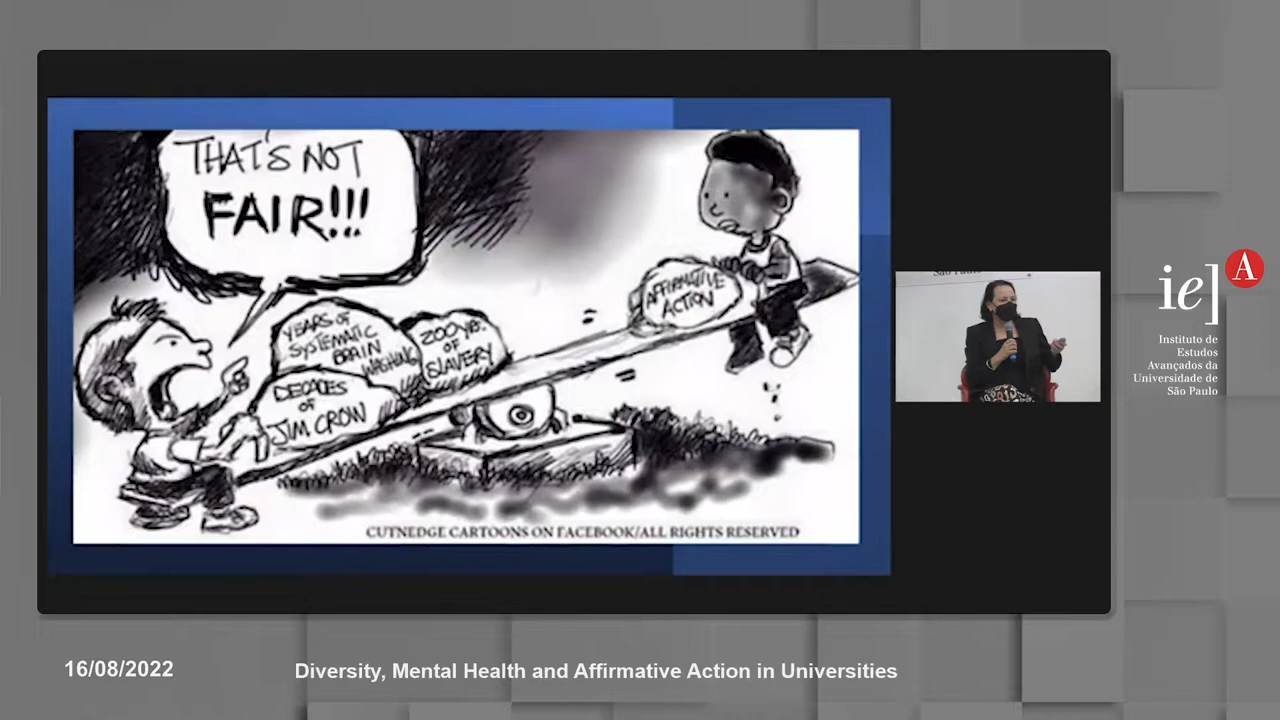 THAT'S NOT
FAIR!!!
YEARS OF
SYSTEMATIC
BRAIN
WASHING
200 YRS.
OF
SLAVERY
DECADES
OF
JIM CROW
AFFIRMATIVE
ACTION
CUTNEDGE CARTOONS ON FACEBOOK/ALL RIGHTS RESERVED
São Paulo
ie] A
Instituto de
Estudos
Avançados da
Universidade de
São Paulo
16/08/2022
Diversity, Mental Health and Affirmative Action in Universities